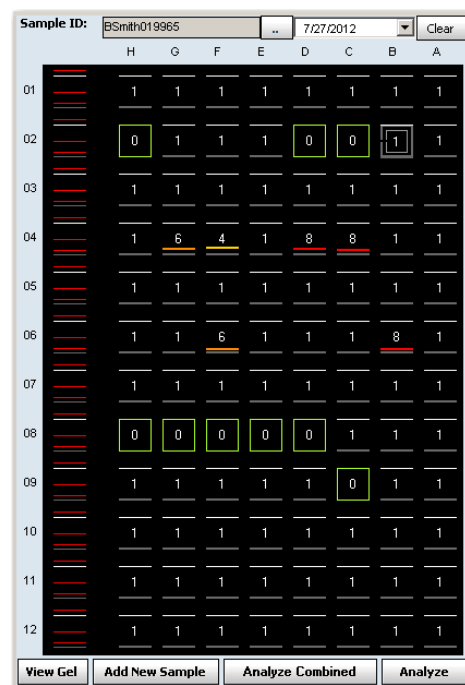 Sample ID: BSmith019965 .. 7/27/2012 Clear
H G F E D C B A
01 1 1 1 1 1 1 1 1
02 0 1 1 1 0 0 1 1
03 1 1 1 1 1 1 1 1
04 1 6 4 1 8 8 1 1
05 1 1 1 1 1 1 1 1
06 1 1 6 1 1 1 8 1
07 1 1 1 1 1 1 1 1
08 0 0 0 0 0 1 1 1
09 1 1 1 1 1 0 1 1
10 1 1 1 1 1 1 1 1
11 1 1 1 1 1 1 1 1
12 1 1 1 1 1 1 1 1
View Gel Add New Sample Analyze Combined Analyze